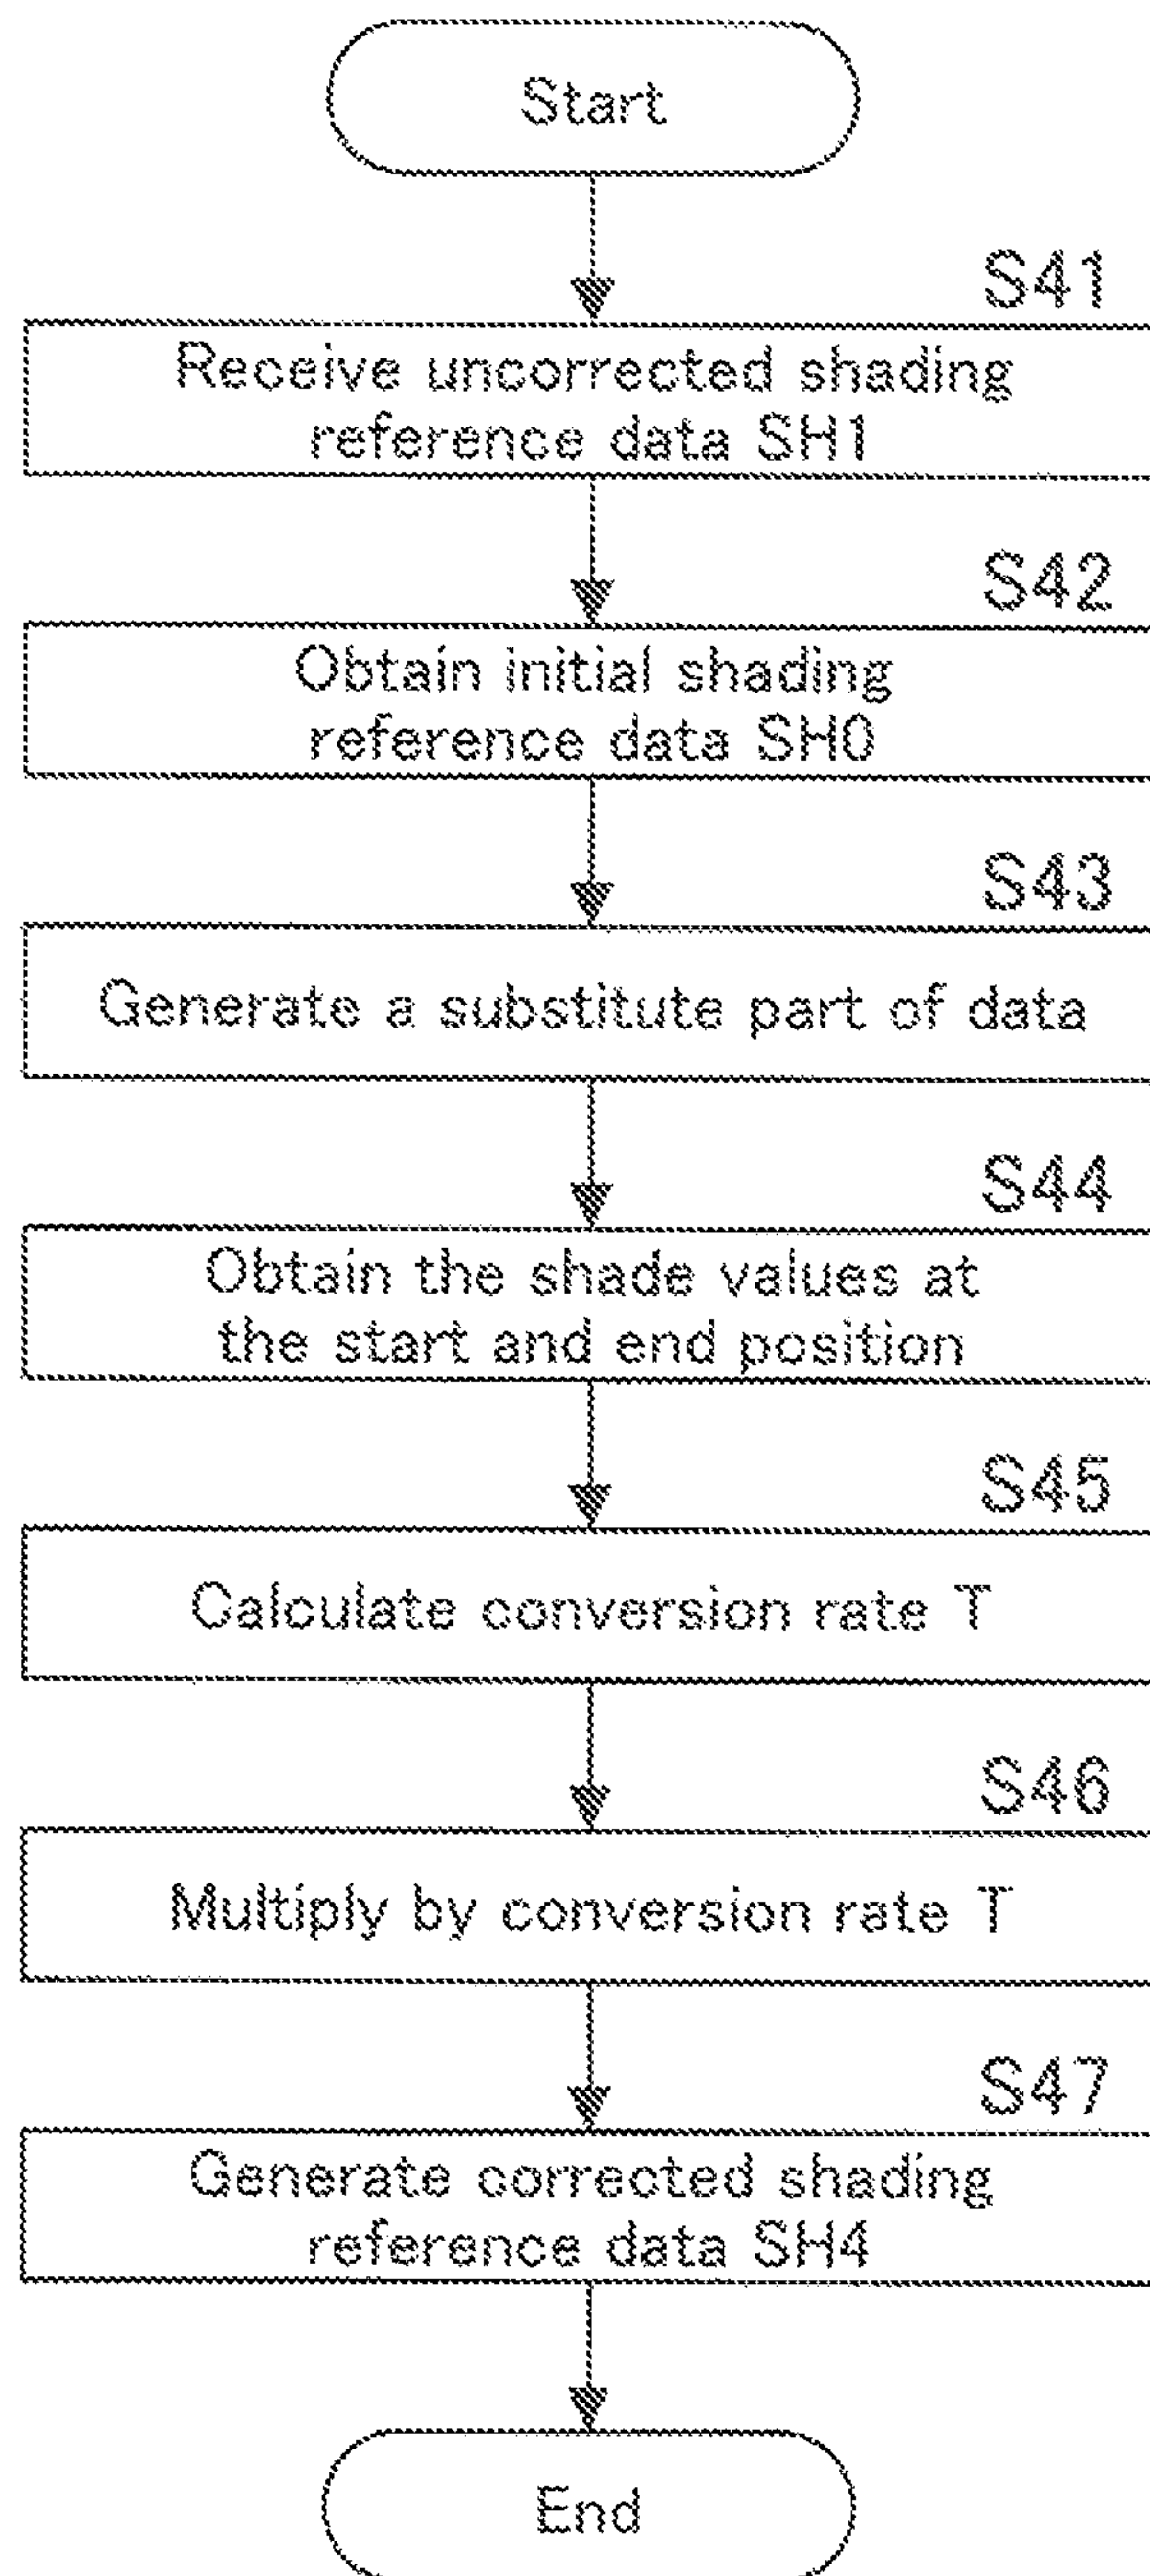 Start
S41
Receive uncorrected shading
reference data SH1
S42
Obtain initial shading
reference data SH0
S43
Generate a substitute part of data
S44
Obtain the shade values at
the start and end position
S45
Calculate conversion rate T
S46
Multiply by conversion rate T
S47
Generate corrected shading
reference data SH4
End